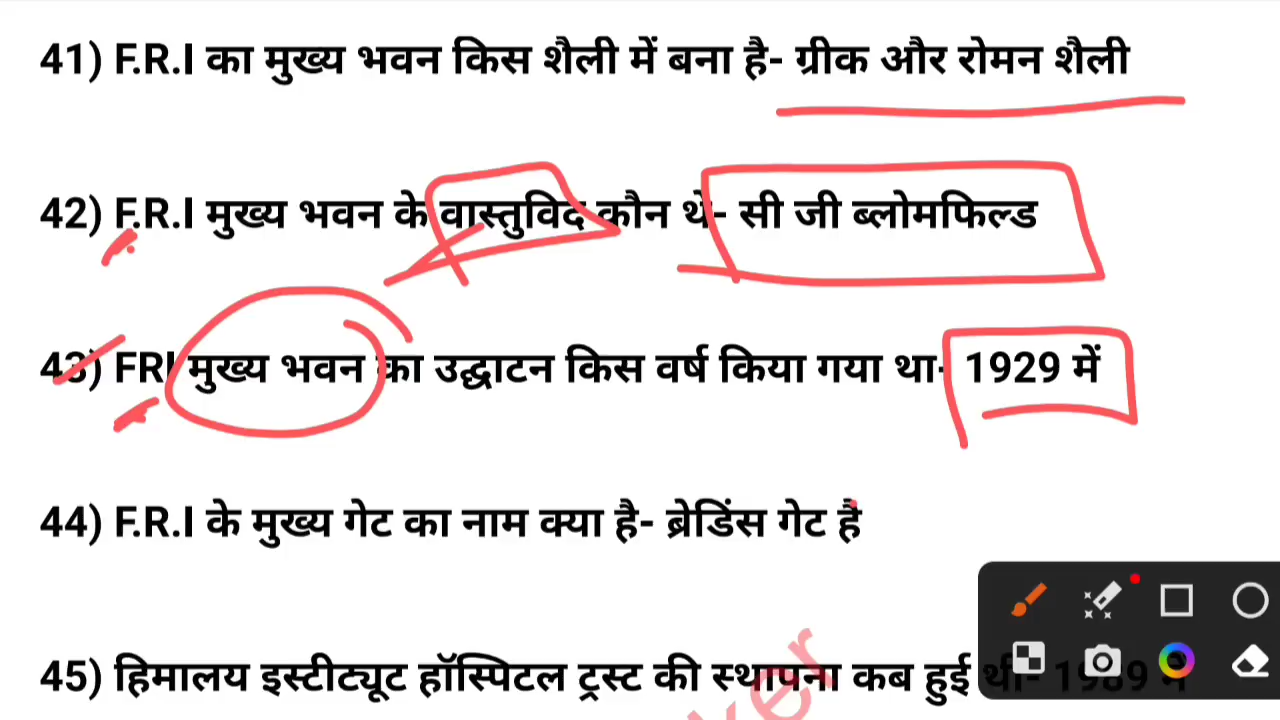 41) F.R.I का मुख्य भवन किस शैली में बना है- ग्रीक और रोमन शैली
42) F.R.I मुख्य भवन के वास्तुविद कौन थे- सी जी ब्लोमफिल्ड
43) FRI मुख्य भवन का उद्घाटन किस वर्ष किया गया था- 1929 में
44) F.R.I के मुख्य गेट का नाम क्या है- ब्रेडिंस गेट है
45) हिमालय इस्टीट्यूट हॉस्पिटल ट्रस्ट की स्थापना कब हुई थी- 1989 में